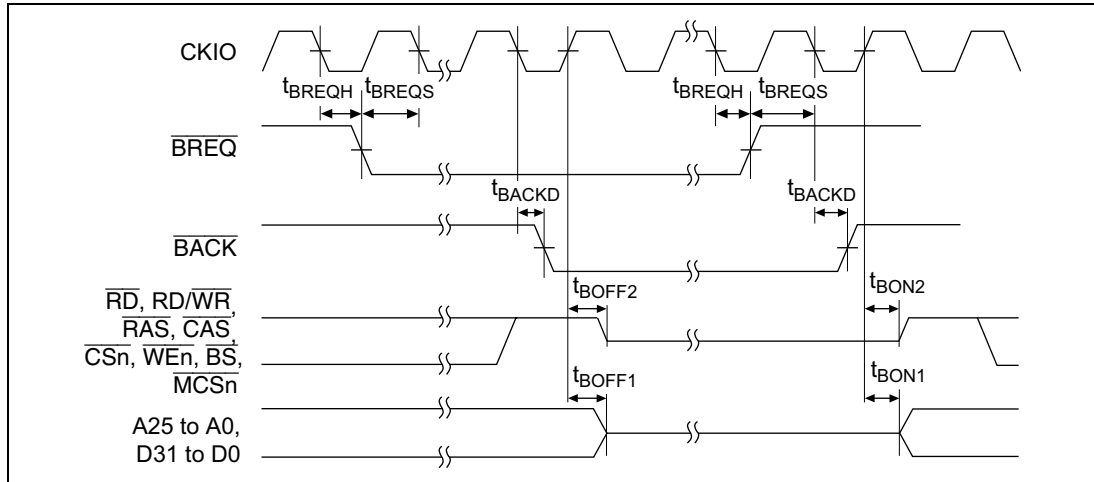 CKIO
tBREQH tBREQS tBREQH tBREQS
BREQ
tBACKD tBACKD
BACK
tBOFF2 tBON2
RD, RD/WR,
RAS, CAS,
CSn, WEn, BS,
MCSn
tBOFF1 tBON1
A25 to A0,
D31 to D0